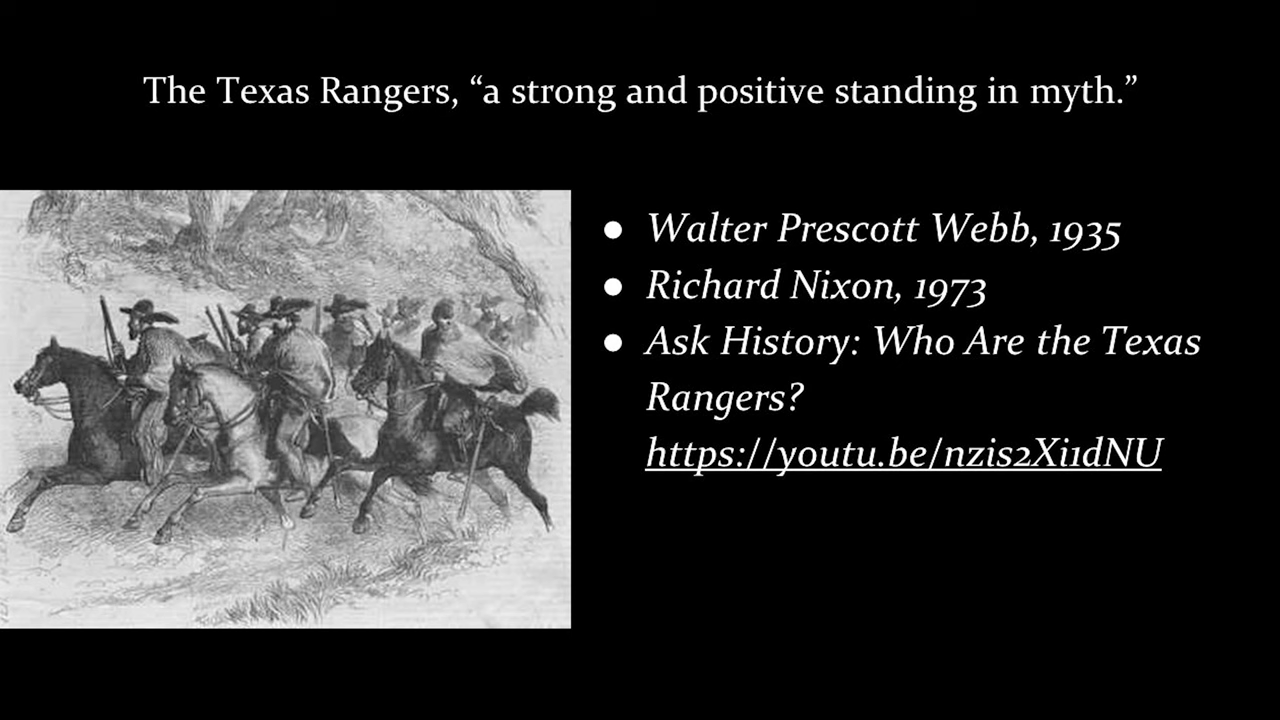 The Texas Rangers, “a strong and positive standing in myth.”
● Walter Prescott Webb, 1935
● Richard Nixon, 1973
● Ask History: Who Are the Texas
Rangers?
https://youtu.be/nzis2Xi1dNU